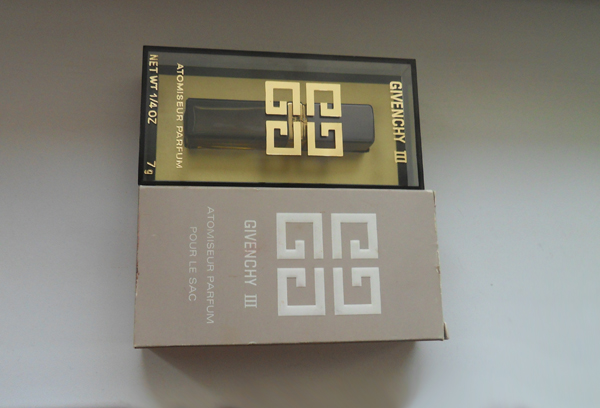 GIVENCHY III
ATOMISEUR PARFUM
NET WT 1/4 OZ 7 g
GIVENCHY III
ATOMISEUR PARFUM
POUR LE SAC